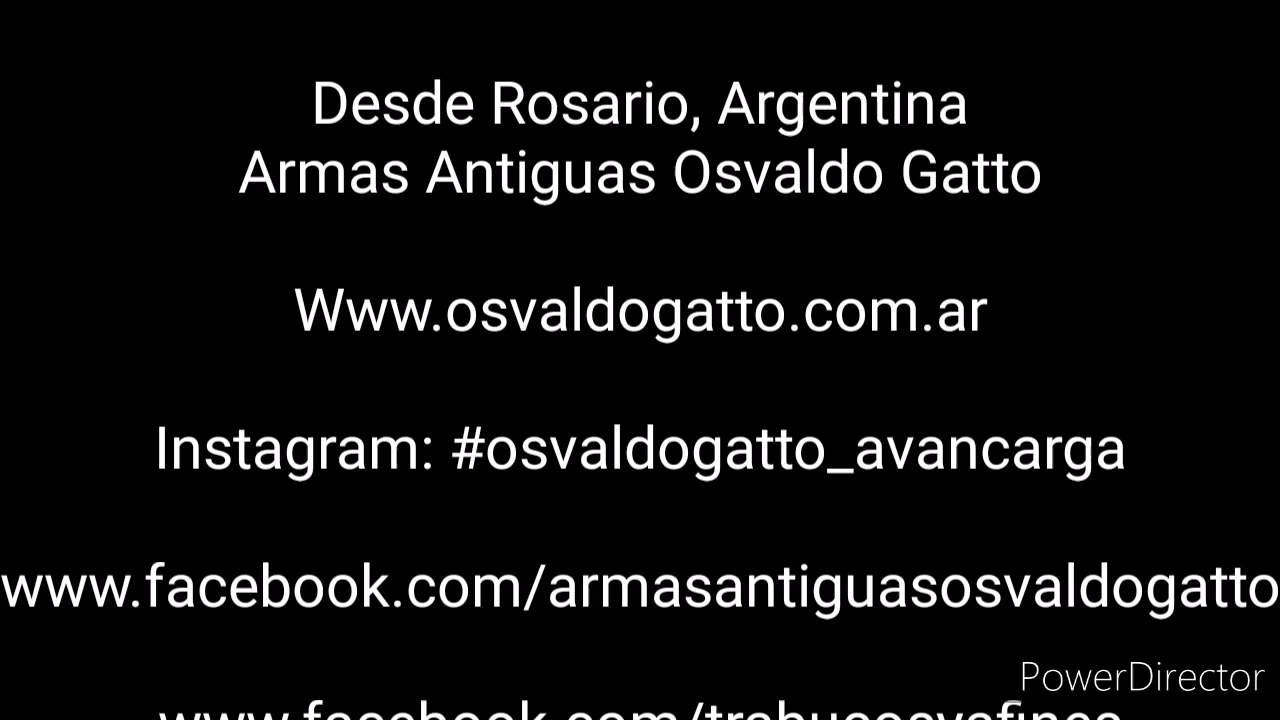 Desde Rosario, Argentina
Armas Antiguas Osvaldo Gatto
Www.osvaldogatto.com.ar
Instagram: #osvaldogatto_avancarga
www.facebook.com/armasantiguasosvaldogatto
PowerDirector